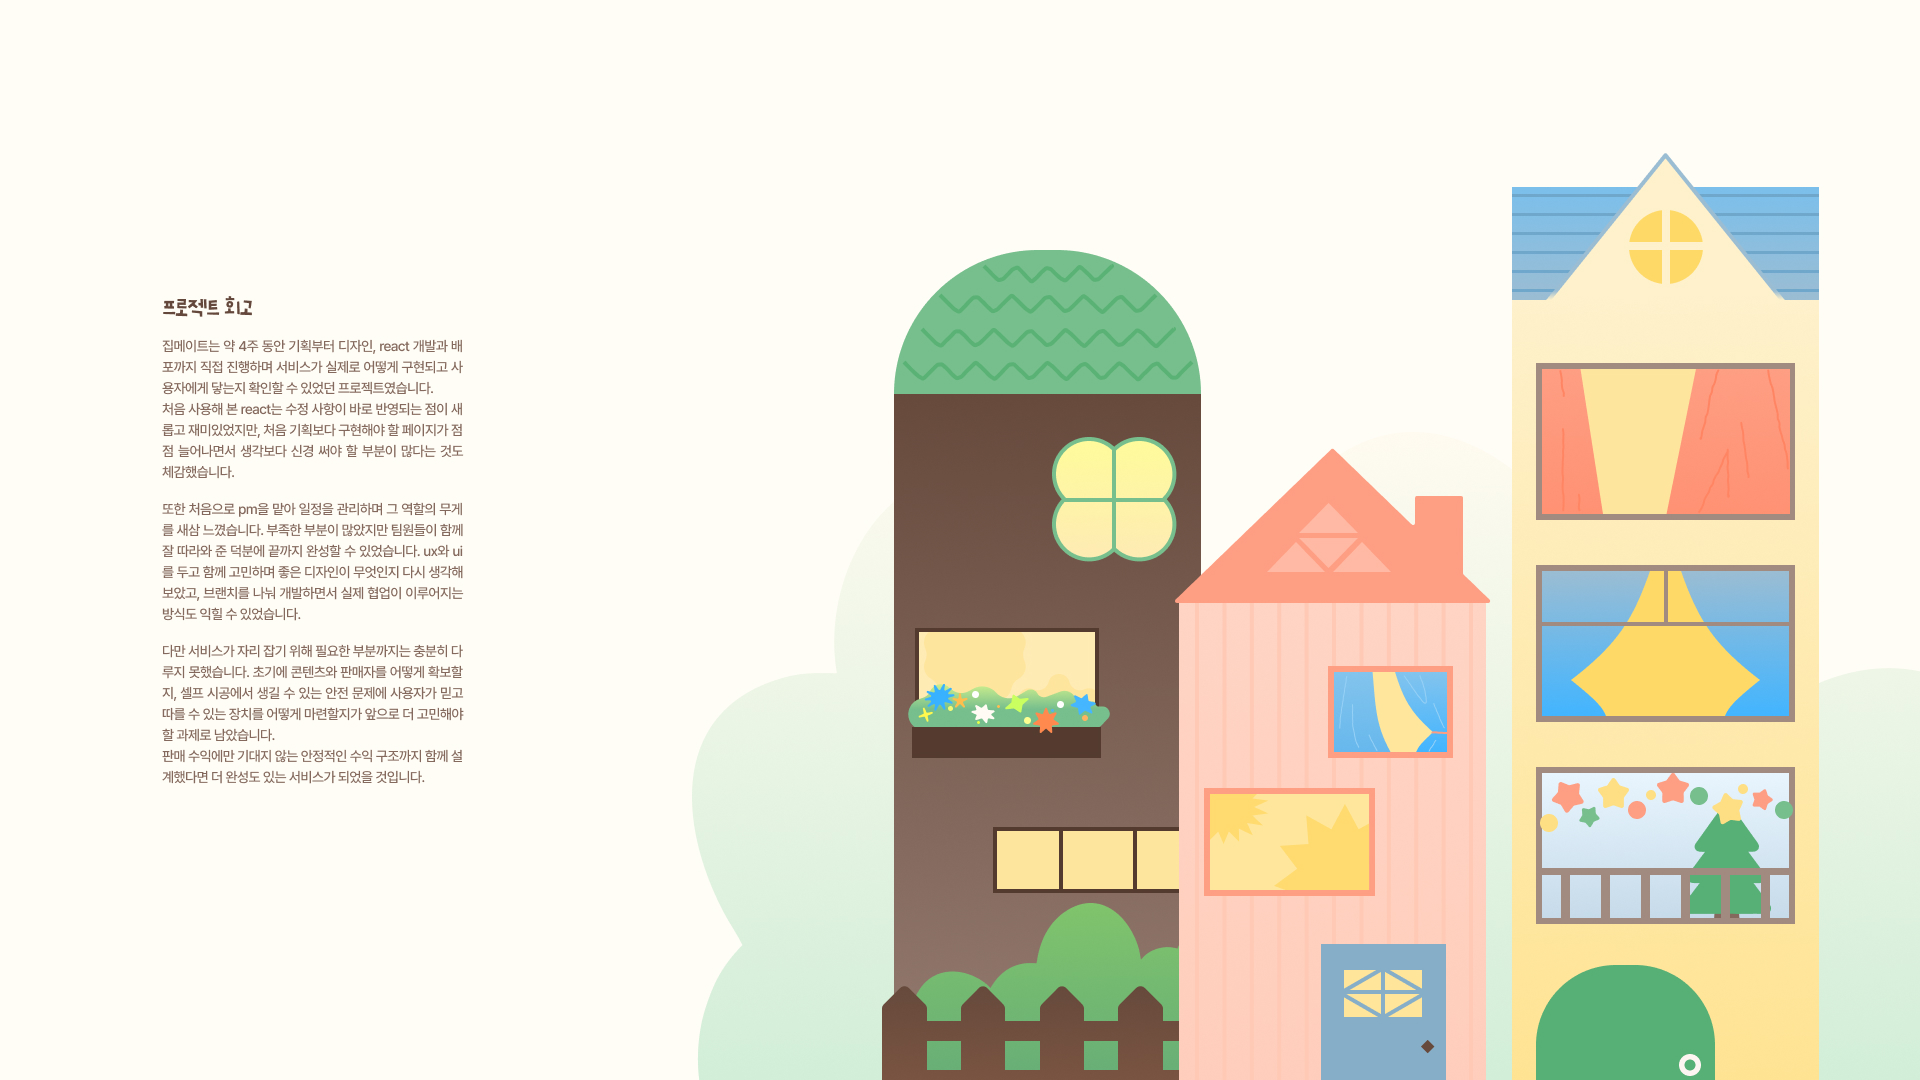 프로젝트 회고
집메이트는 약 4주 동안 기획부터 디자인, react 개발과 배
포까지 직접 진행하며 서비스가 실제로 어떻게 구현되고 사
용자에게 닿는지 확인할 수 있었던 프로젝트였습니다.
처음 사용해 본 react는 수정 사항이 바로 반영되는 점이 새
롭고 재미있었지만, 처음 기획보다 구현해야 할 페이지가 점
점 늘어나면서 생각보다 신경 써야 할 부분이 많다는 것도
체감했습니다.
또한 처음으로 pm을 맡아 일정을 관리하며 그 역할의 무게
를 새삼 느꼈습니다. 부족한 부분이 많았지만 팀원들이 함께
잘 따라와 준 덕분에 끝까지 완성할 수 있었습니다. ux와 ui
를 두고 함께 고민하며 좋은 디자인이 무엇인지 다시 생각해
보았고, 브랜치를 나눠 개발하면서 실제 협업이 이루어지는
방식도 익힐 수 있었습니다.
다만 서비스가 자리 잡기 위해 필요한 부분까지는 충분히 다
루지 못했습니다. 초기에 콘텐츠와 판매자를 어떻게 확보할
지, 셀프 시공에서 생길 수 있는 안전 문제에 사용자가 믿고
따를 수 있는 장치를 어떻게 마련할지가 앞으로 더 고민해야
할 과제로 남았습니다.
판매 수익에만 기대지 않는 안정적인 수익 구조까지 함께 설
계했다면 더 완성도 있는 서비스가 되었을 것입니다.